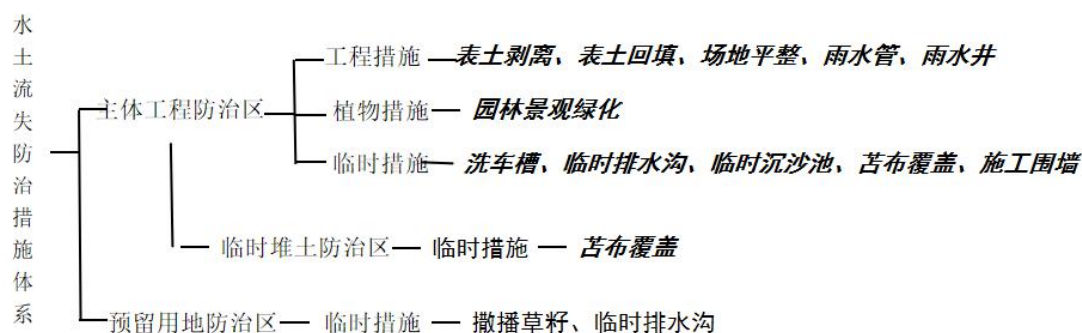 水土流失防治措施体系
主体工程防治区
工程措施
表土剥离、表土回填、场地平整、雨水管、雨水井
植物措施
园林景观绿化
临时措施
洗车槽、临时排水沟、临时沉沙池、苫布覆盖、施工围墙
临时堆土防治区
临时措施
苫布覆盖
预留用地防治区
临时措施
撒播草籽、临时排水沟